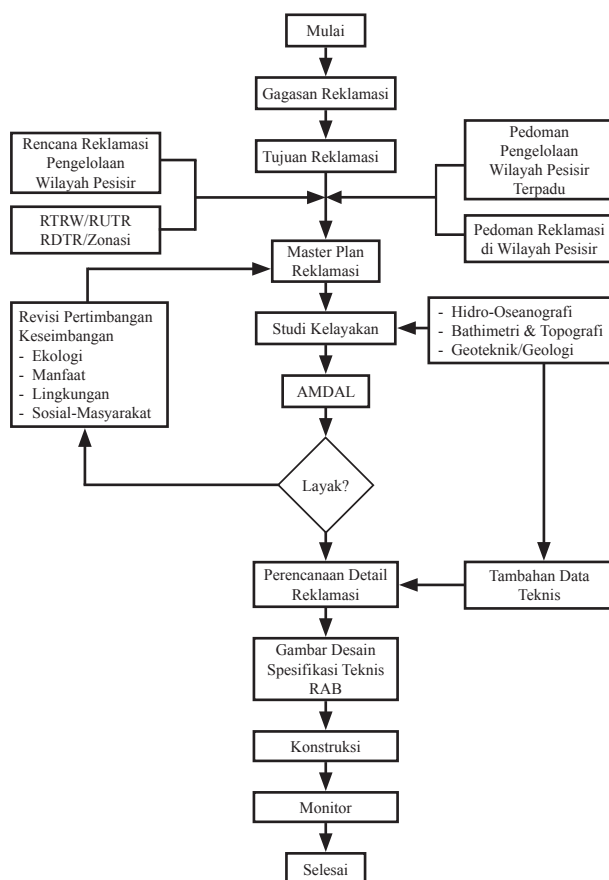 Mulai
Gagasan Reklamasi
Tujuan Reklamasi
Rencana Reklamasi
Pengelolaan
Wilayah Pesisir
RTRW/RUTR
RDTR/Zonasi
Pedoman
Pengelolaan
Wilayah Pesisir
Terpadu
Pedoman Reklamasi
di Wilayah Pesisir
Master Plan
Reklamasi
Revisi Pertimbangan
Keseimbangan
- Ekologi
- Manfaat
- Lingkungan
- Sosial-Masyarakat
Studi Kelayakan
- Hidro-Oseanografi
- Bathimetri & Topografi
- Geoteknik/Geologi
AMDAL
Layak?
Perencanaan Detail
Reklamasi
Tambahan Data
Teknis
Gambar Desain
Spesifikasi Teknis
RAB
Konstruksi
Monitor
Selesai